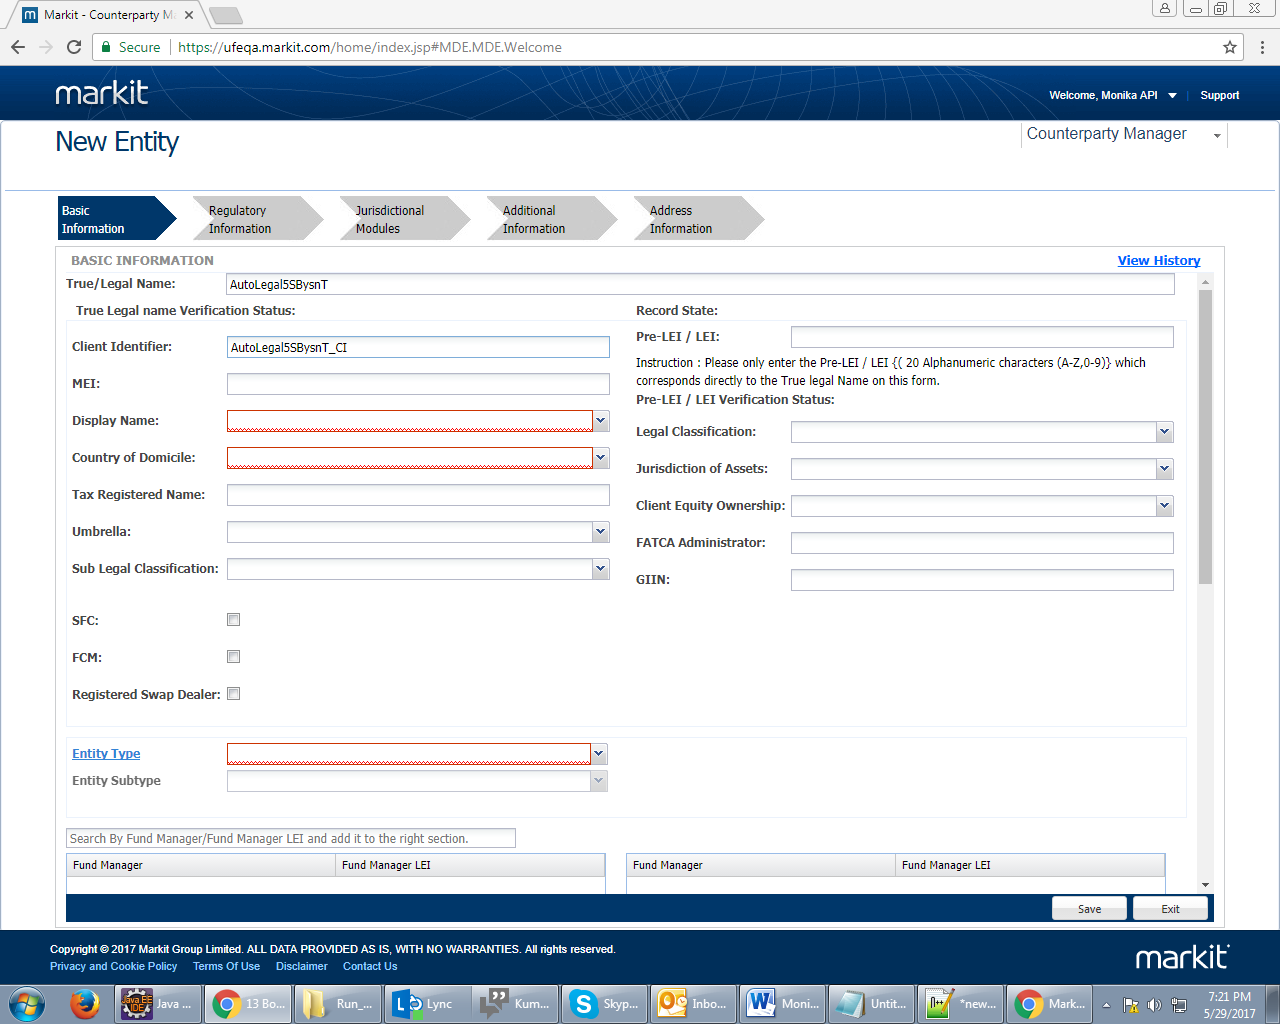 Markit - Counterparty M
Secure https://ufeqa.markit.com/home/index.jsp#MDE.MDE.Welcome
markit
Welcome, Monika API Support
New Entity
Counterparty Manager
Basic Information
Regulatory Information
Jurisdictional Modules
Additional Information
Address Information
BASIC INFORMATION
View History
True/Legal Name: AutoLegal5SBysnT
True Legal name Verification Status:
Record State:
Client Identifier: AutoLegal5SBysnT_CI
Pre-LEI / LEI:
Instruction : Please only enter the Pre-LEI / LEI {( 20 Alphanumeric characters (A-Z,0-9)} which
corresponds directly to the True legal Name on this form.
MEI:
Pre-LEI / LEI Verification Status:
Display Name:
Legal Classification:
Country of Domicile:
Jurisdiction of Assets:
Tax Registered Name:
Client Equity Ownership:
Umbrella:
FATCA Administrator:
Sub Legal Classification:
GIIN:
SFC:
FCM:
Registered Swap Dealer:
Entity Type
Entity Subtype
Search By Fund Manager/Fund Manager LEI and add it to the right section.
Fund Manager Fund Manager LEI Fund Manager Fund Manager LEI
Save Exit
Copyright © 2017 Markit Group Limited. ALL DATA PROVIDED AS IS, WITH NO WARRANTIES. All rights reserved.
Privacy and Cookie Policy Terms Of Use Disclaimer Contact Us
markit
Java EE IDE Java ... 13 Bo... Run_... Lync Kum... Skyp... Inbo... Moni... Untit... *new... Mark...
7:21 PM
5/29/2017